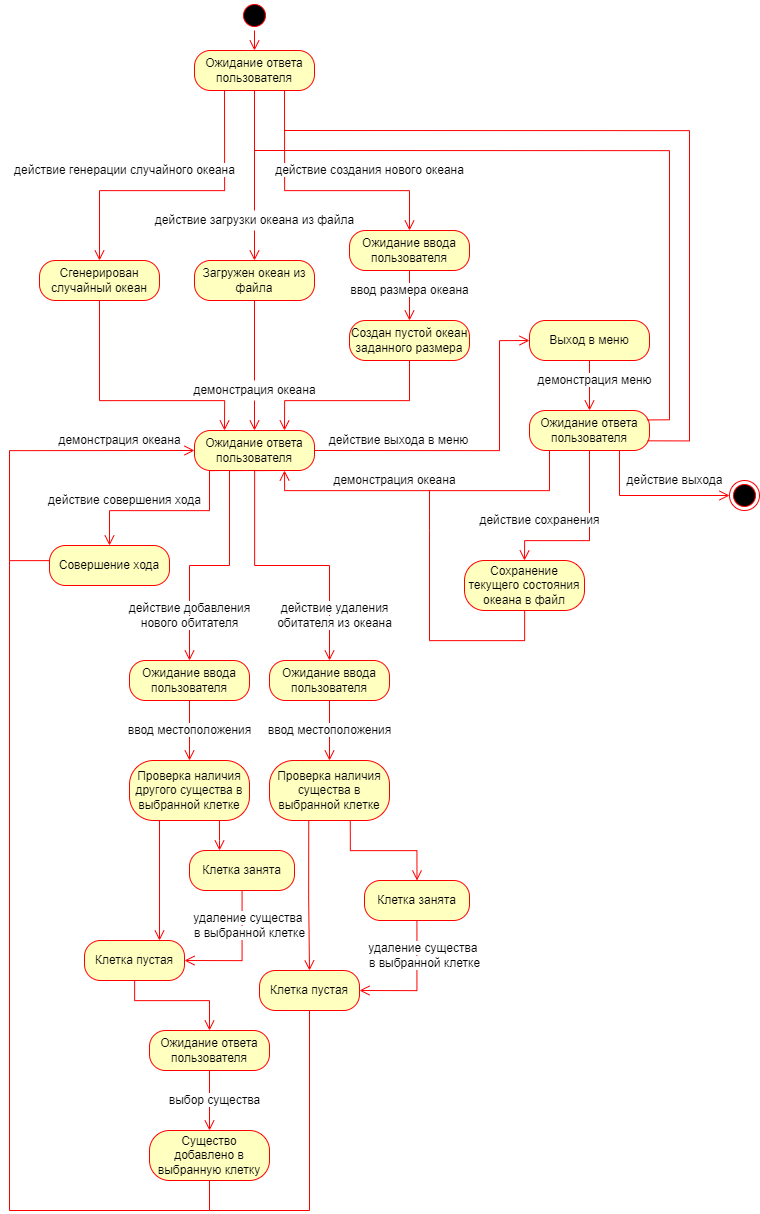 Ожидание ответа
пользователя
действие генерации случайного океана
действие создания нового океана
действие загрузки океана из файла
Ожидание ввода
пользователя
Сгенерирован
случайный океан
Загружен океан из
файла
ввод размера океана
Создан пустой океан
заданного размера
Выход в меню
демонстрация океана
демонстрация меню
Ожидание ответа
пользователя
демонстрация океана
Ожидание ответа
пользователя
действие выхода в меню
демонстрация океана
действие выхода
действие совершения хода
действие сохранения
Совершение хода
Сохранение
текущего состояния
океана в файл
действие добавления
нового обитателя
действие удаления
обитателя из океана
Ожидание ввода
пользователя
Ожидание ввода
пользователя
ввод местоположения
ввод местоположения
Проверка наличия
другого существа в
выбранной клетке
Проверка наличия
существа в
выбранной клетке
Клетка занята
Клетка занята
удаление существа
в выбранной клетке
удаление существа
в выбранной клетке
Клетка пустая
Клетка пустая
Ожидание ответа
пользователя
выбор существа
Существо
добавлено в
выбранную клетку